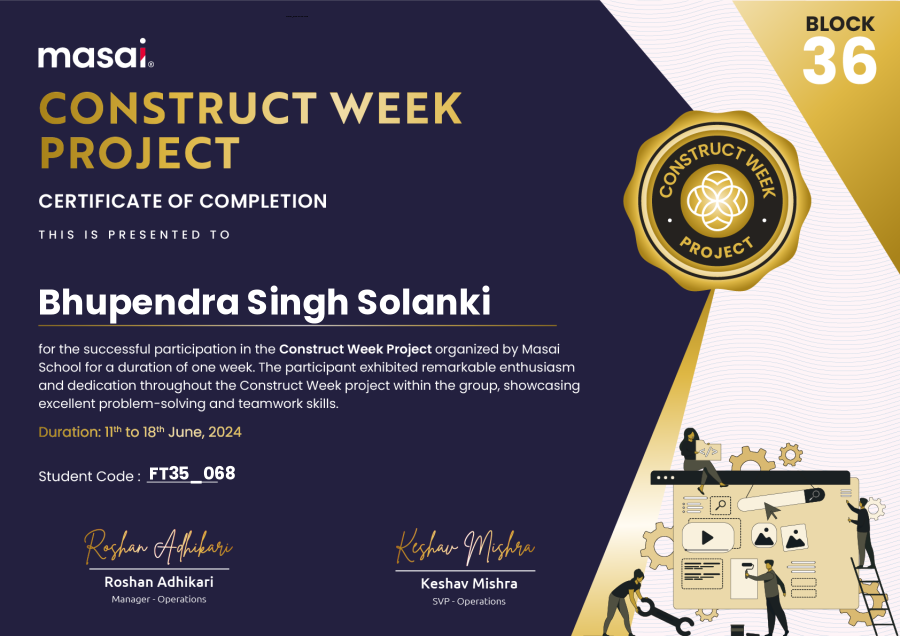 masai®
BLOCK
36
CONSTRUCT WEEK
PROJECT
CERTIFICATE OF COMPLETION
THIS IS PRESENTED TO
CONSTRUCT WEEK
PROJECT
Bhupendra Singh Solanki
for the successful participation in the Construct Week Project organized by Masai
School for a duration of one week. The participant exhibited remarkable enthusiasm
and dedication throughout the Construct Week project within the group, showcasing
excellent problem-solving and teamwork skills.
Duration: 11th to 18th June, 2024
Student Code : FT35_068
</>
Roshan Adhikari
Roshan Adhikari
Manager - Operations
Keshav Mishra
Keshav Mishra
SVP - Operations